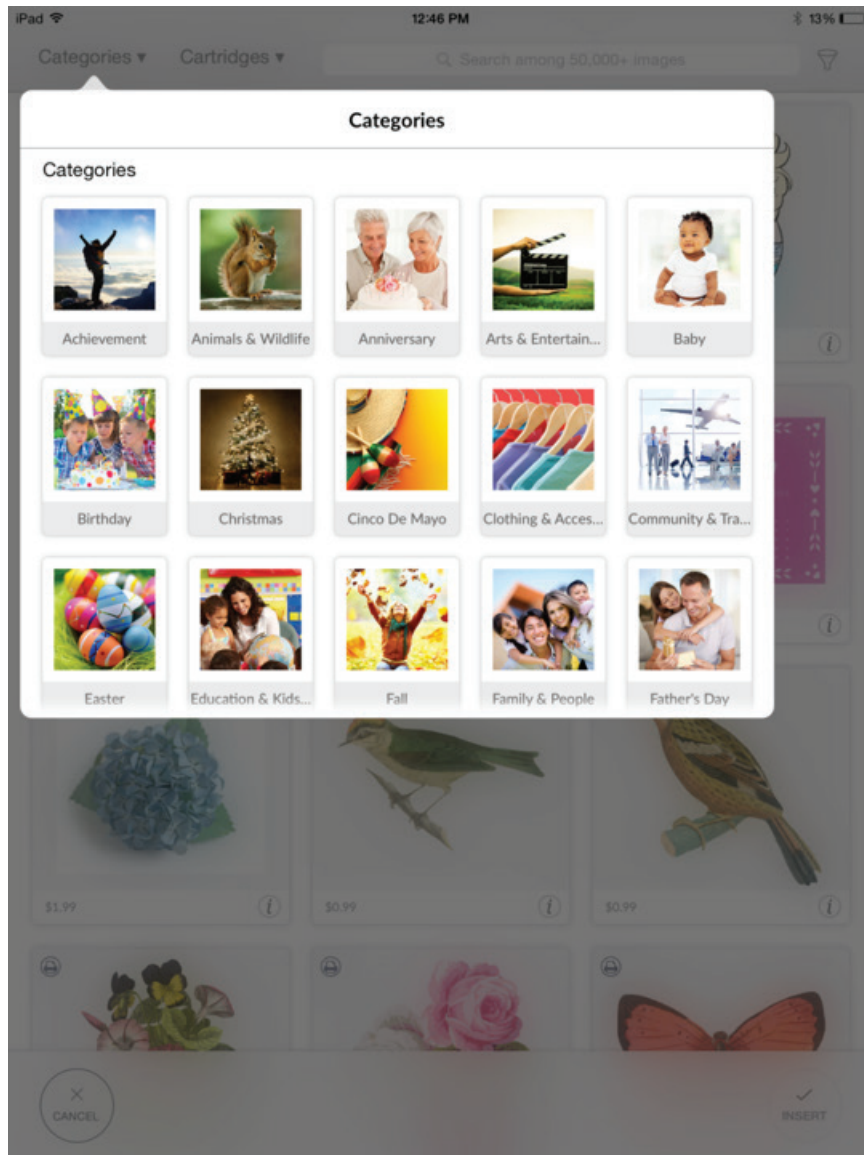 iPad 12:46 PM 13%
Categories ▾ Cartridges ▾ Search among 50,000+ images
Categories
Categories
Achievement Animals & Wildlife Anniversary Arts & Entertain... Baby
Birthday Christmas Cinco De Mayo Clothing & Acces... Community & Tra...
Easter Education & Kids... Fall Family & People Father's Day
$1.99 $0.99 $0.99
CANCEL INSERT